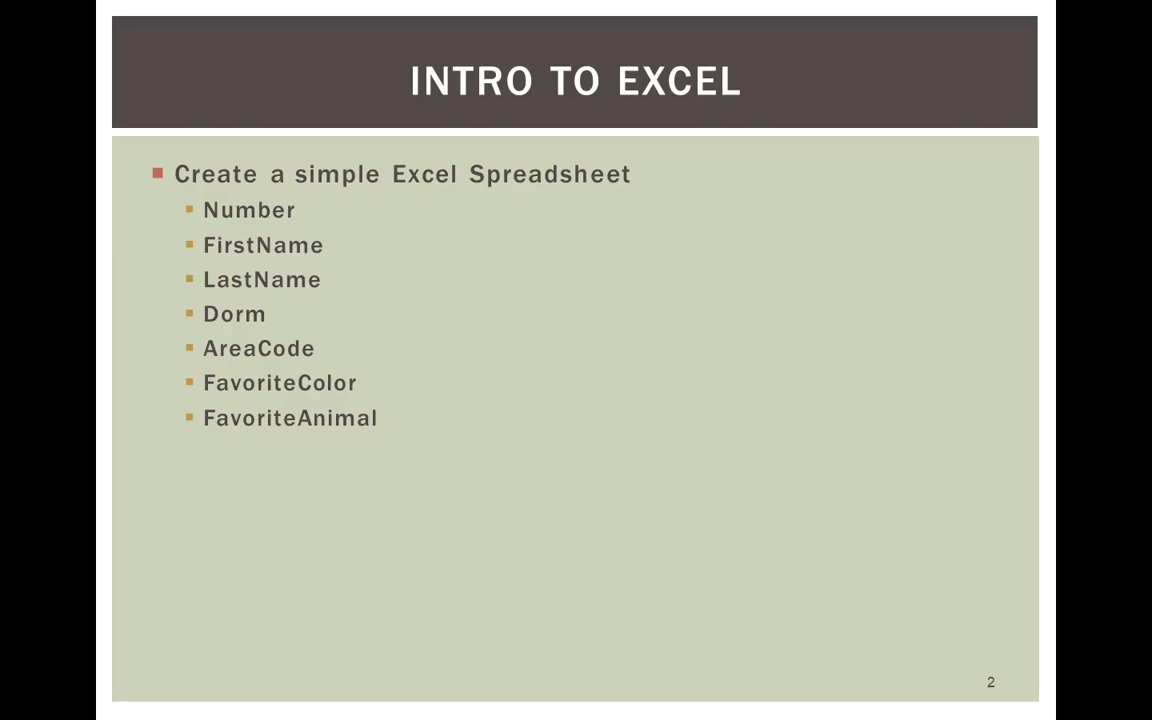 INTRO TO EXCEL
Create a simple Excel Spreadsheet
Number
FirstName
LastName
Dorm
AreaCode
FavoriteColor
FavoriteAnimal
2